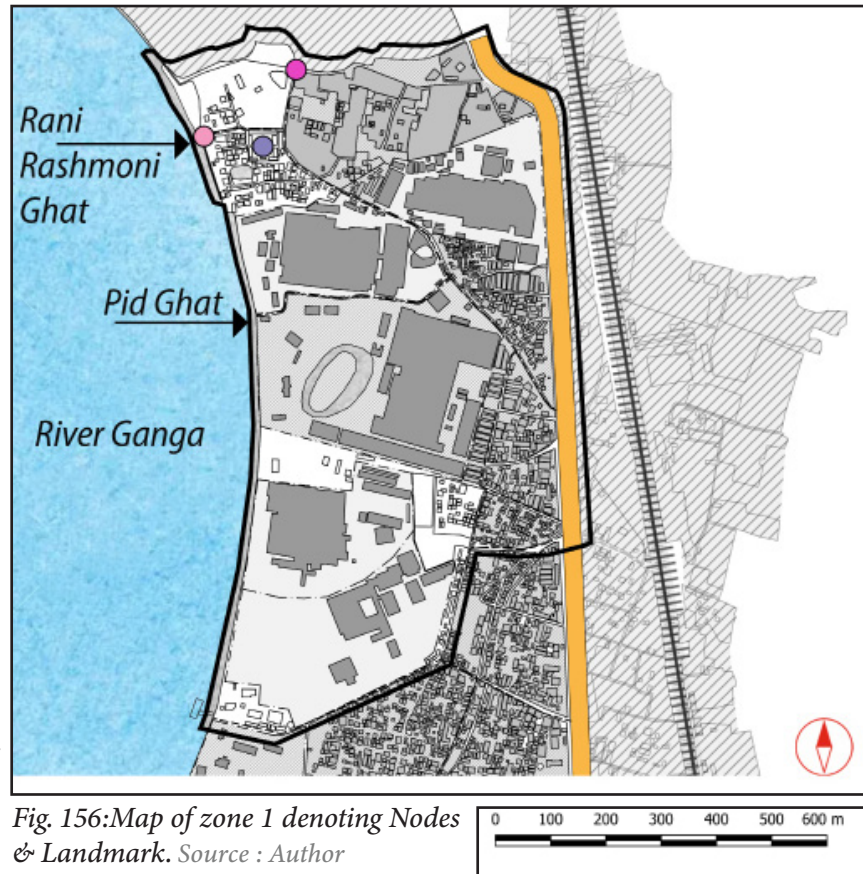 Rani
Rashmoni
Ghat
Pid Ghat
River Ganga
Fig. 156:Map of zone 1 denoting Nodes
& Landmark. Source : Author
0 100 200 300 400 500 600 m